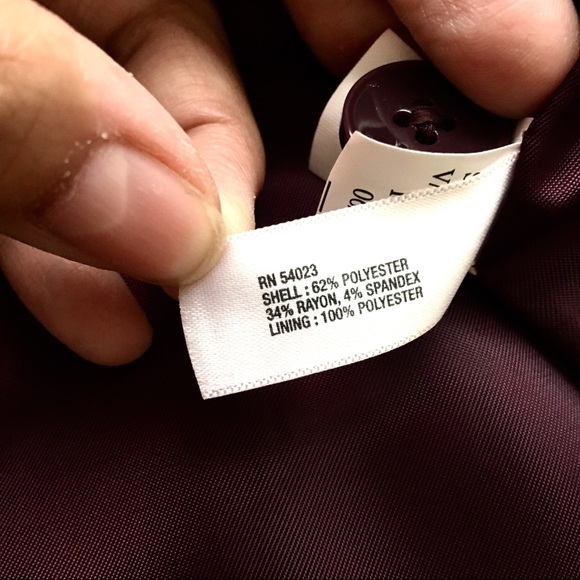 RN 54023
SHELL : 62% POLYESTER
34% RAYON, 4% SPANDEX
LINING : 100% POLYESTER